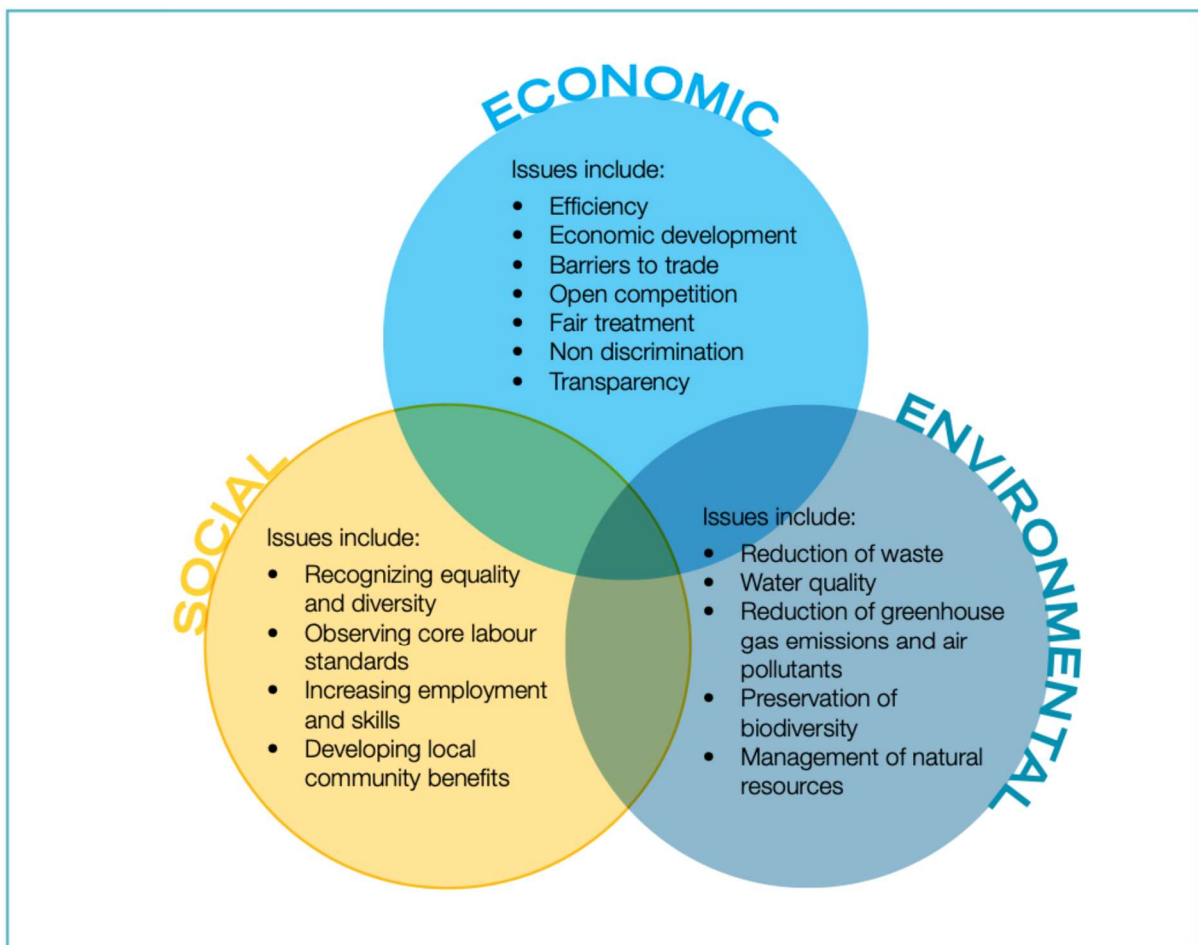 ECONOMIC
Issues include:
• Efficiency
• Economic development
• Barriers to trade
• Open competition
• Fair treatment
• Non discrimination
• Transparency
SOCIAL
Issues include:
• Recognizing equality
and diversity
• Observing core labour
standards
• Increasing employment
and skills
• Developing local
community benefits
ENVIRONMENTAL
Issues include:
• Reduction of waste
• Water quality
• Reduction of greenhouse
gas emissions and air
pollutants
• Preservation of
biodiversity
• Management of natural
resources